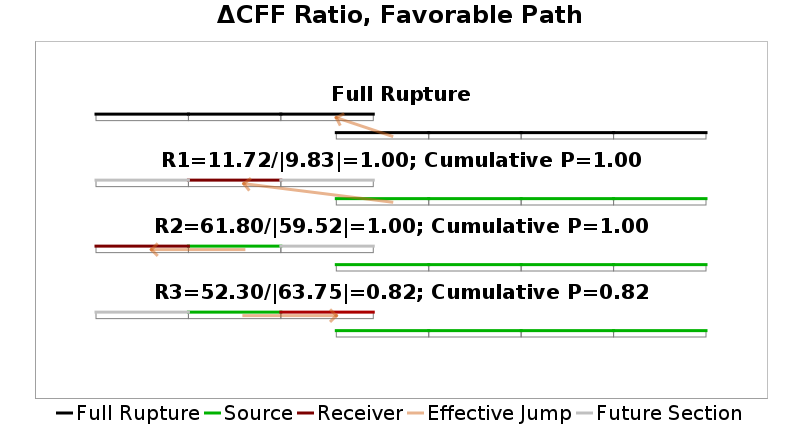 ΔCFF Ratio, Favorable Path
Full Rupture
R1=11.72/|9.83|=1.00; Cumulative P=1.00
R2=61.80/|59.52|=1.00; Cumulative P=1.00
R3=52.30/|63.75|=0.82; Cumulative P=0.82
Full Rupture Source Receiver Effective Jump Future Section